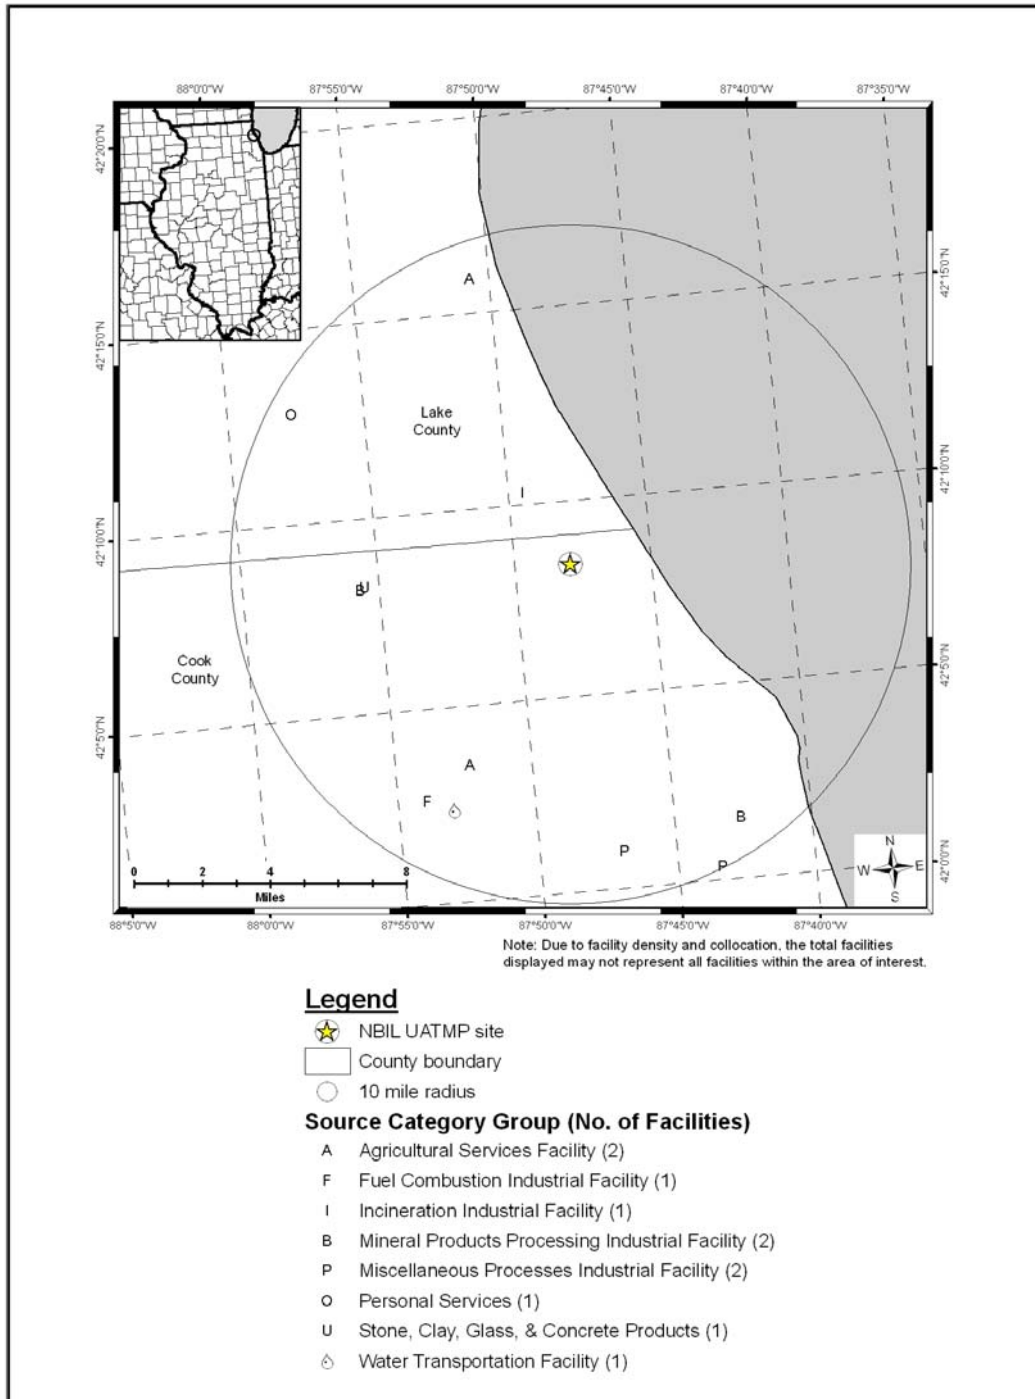 88°0'0"W 87°55'0"W 87°50'0"W 87°45'0"W 87°40'0"W 87°35'0"W
42°20'0"N
42°15'0"N
42°15'0"N
A
O
Lake
County
42°10'0"N
I
42°10'0"N
B U
Cook
County
42°5'0"N
42°5'0"N
A
F
B
P
P
42°0'0"N
N
W E
S
0 2 4 6 8
Miles
88°5'0"W 88°0'0"W 87°55'0"W 87°50'0"W 87°45'0"W 87°40'0"W
Note: Due to facility density and collocation, the total facilities
displayed may not represent all facilities within the area of interest.
Legend
NBIL UATMP site
County boundary
10 mile radius
Source Category Group (No. of Facilities)
A Agricultural Services Facility (2)
F Fuel Combustion Industrial Facility (1)
I Incineration Industrial Facility (1)
B Mineral Products Processing Industrial Facility (2)
P Miscellaneous Processes Industrial Facility (2)
O Personal Services (1)
U Stone, Clay, Glass, & Concrete Products (1)
Water Transportation Facility (1)